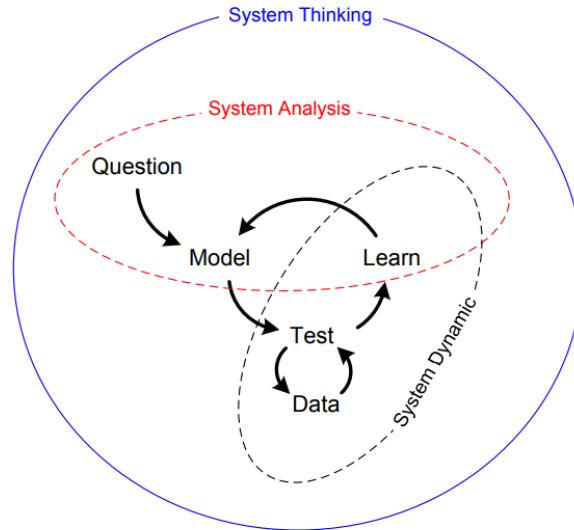 System Thinking
System Analysis
Question
Model
Learn
Test
Data
System Dynamic